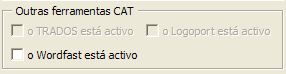 Outras ferramentas CAT
o TRADOS está activo o Logoport está activo
o Wordfast está activo